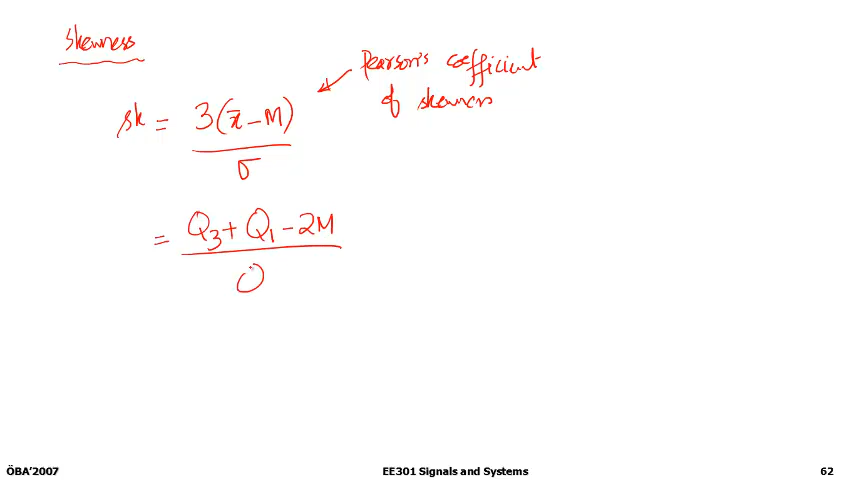 Skewness
Pearson's coefficient
of skewness
sk = 3(x̄ – M)
σ
= Q₃ + Q₁ – 2M
ÖBA'2007 EE301 Signals and Systems 62